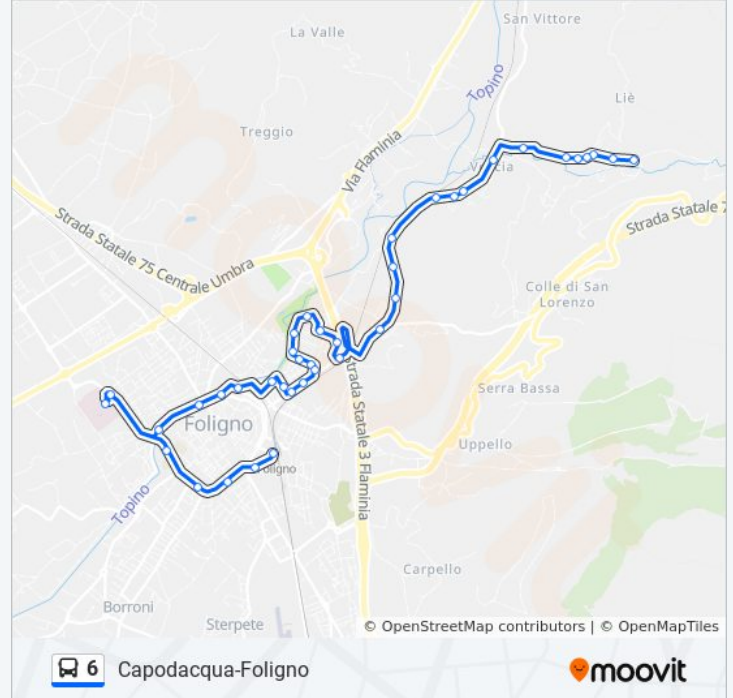 San Vittore
La Valle
Topino
Liè
Treggio
Via Flaminia
Strada Statale 75 Centrale Umbra
Strada Statale 7
Colle di San
Lorenzo
Serra Bassa
Strada Statale 3 Flaminia
Foligno
Uppello
Foligno
Topino
Carpello
Borroni
Sterpete
© OpenStreetMap contributors | © OpenMapTiles
6 Capodacqua-Foligno
moovit